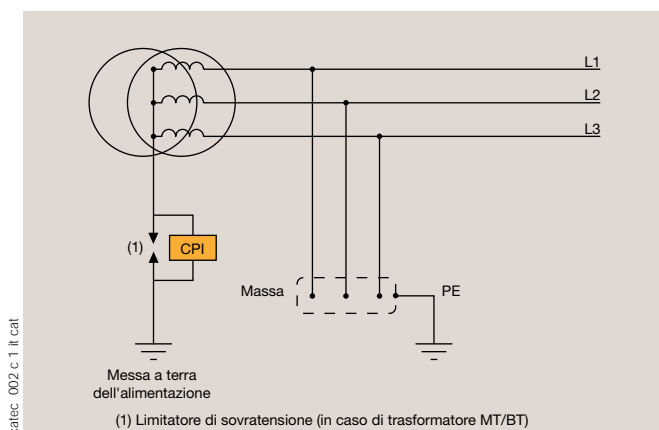 L1
L2
L3
(1)
CPI
Massa
PE
Messa a terra
dell'alimentazione
(1) Limitatore di sovratensione (in caso di trasformatore MT/BT)
catec 002 c 1 it cat